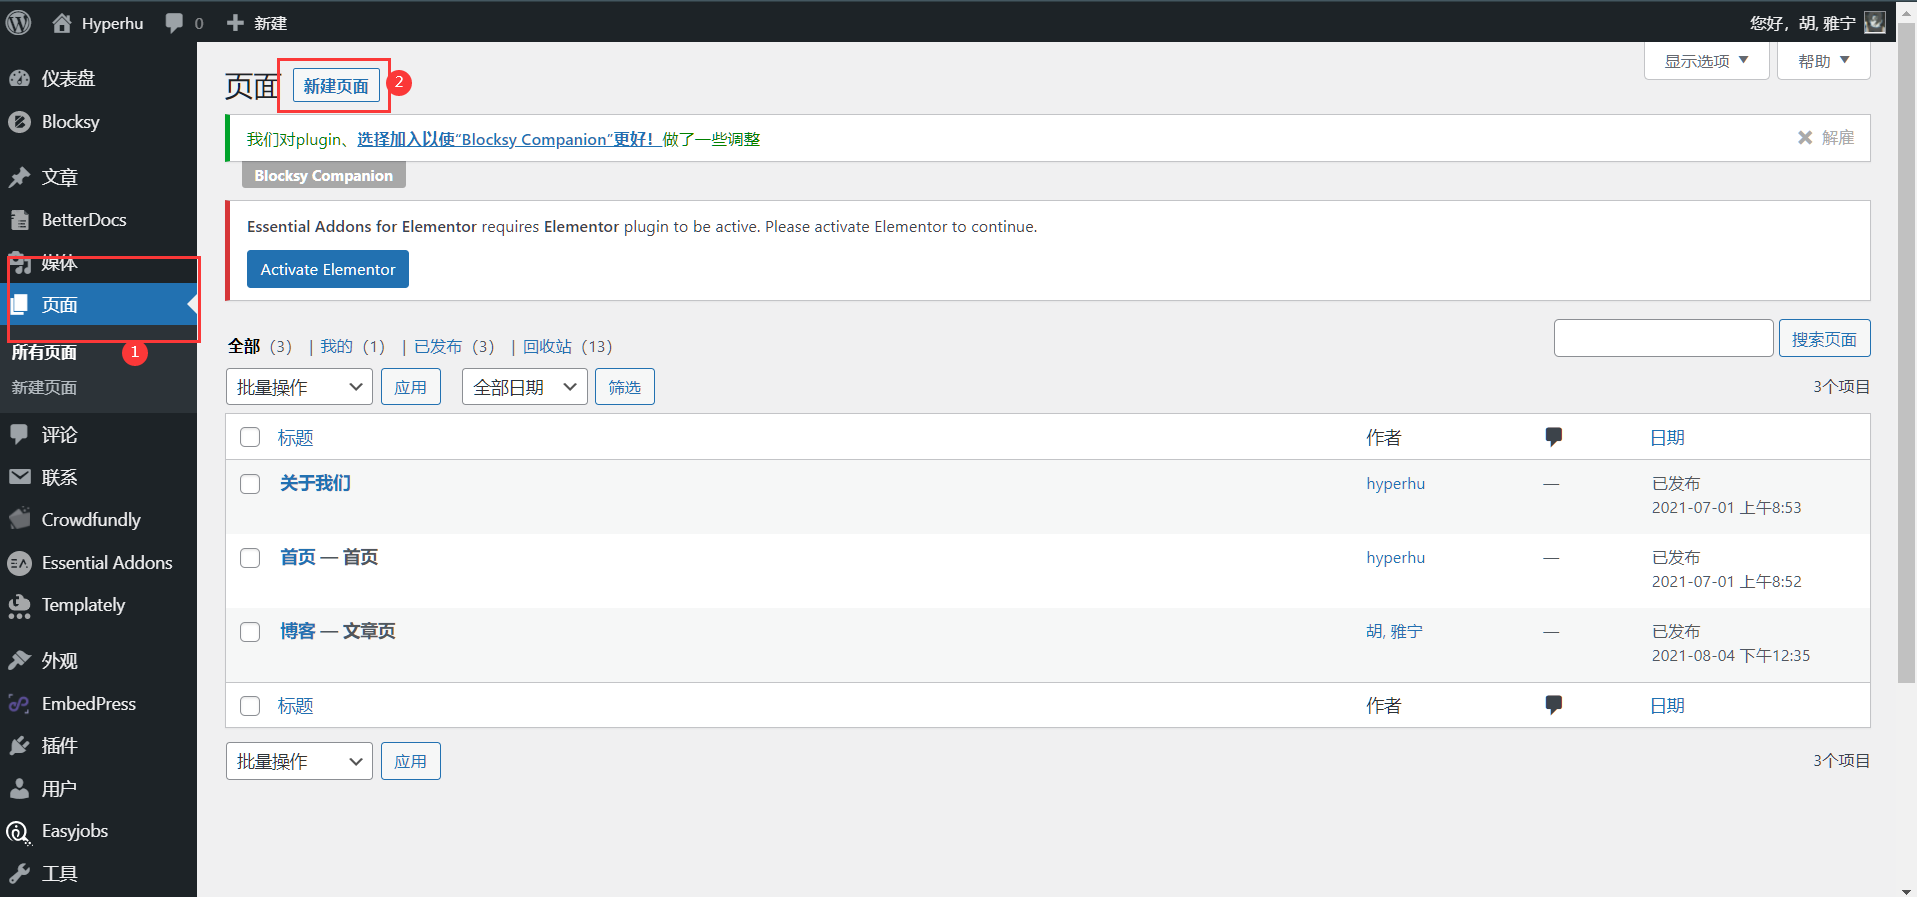 Hyperhu
0
新建
您好，胡, 雅宁
仪表盘
Blocksy
文章
BetterDocs
媒体
页面
所有页面
1
新建页面
评论
联系
Crowdfundly
Essential Addons
Templately
外观
EmbedPress
插件
用户
Easyjobs
工具
显示选项
帮助
页面
新建页面
2
我们对plugin、选择加入以使“Blocksy Companion”更好！做了一些调整
解雇
Blocksy Companion
Essential Addons for Elementor requires Elementor plugin to be active. Please activate Elementor to continue.
Activate Elementor
全部（3） | 我的（1） | 已发布（3） | 回收站（13）
搜索页面
批量操作
应用
全部日期
筛选
3个项目
标题
作者
日期
关于我们
hyperhu
—
已发布
2021-07-01 上午8:53
首页 — 首页
hyperhu
—
已发布
2021-07-01 上午8:52
博客 — 文章页
胡, 雅宁
—
已发布
2021-08-04 下午12:35
标题
作者
日期
批量操作
应用
3个项目